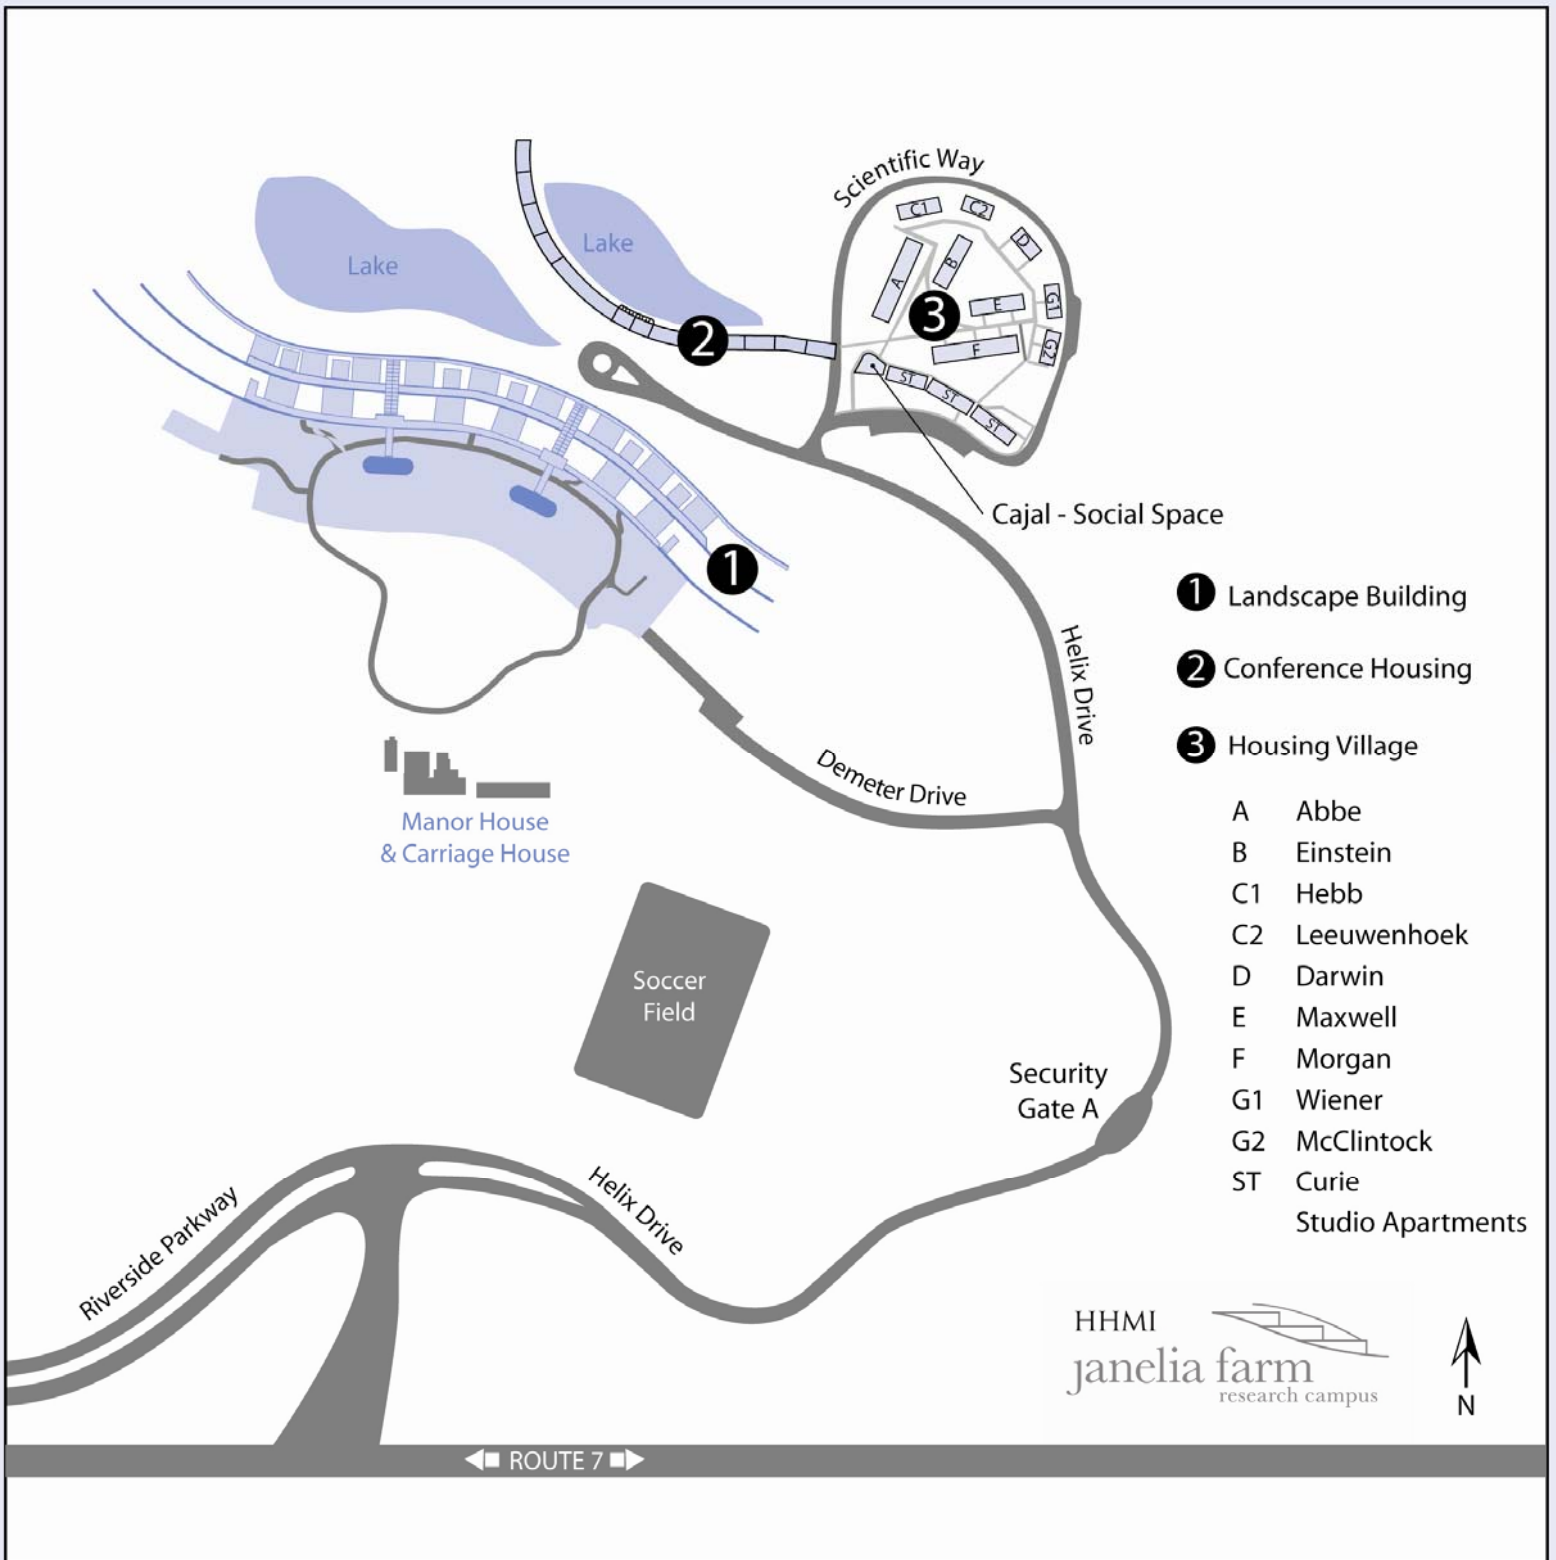 Scientific Way
C1
C2
D
Lake
Lake
A
B
G1
E
3
2
F
G2
ST
ST
ST
Cajal - Social Space
1
1 Landscape Building
2 Conference Housing
3 Housing Village
Helix Drive
Demeter Drive
Manor House
& Carriage House
A Abbe
B Einstein
C1 Hebb
C2 Leeuwenhoek
D Darwin
E Maxwell
F Morgan
G1 Wiener
G2 McClintock
ST Curie
Studio Apartments
Soccer
Field
Security
Gate A
Helix Drive
Riverside Parkway
HHMI
janelia farm
research campus
N
ROUTE 7